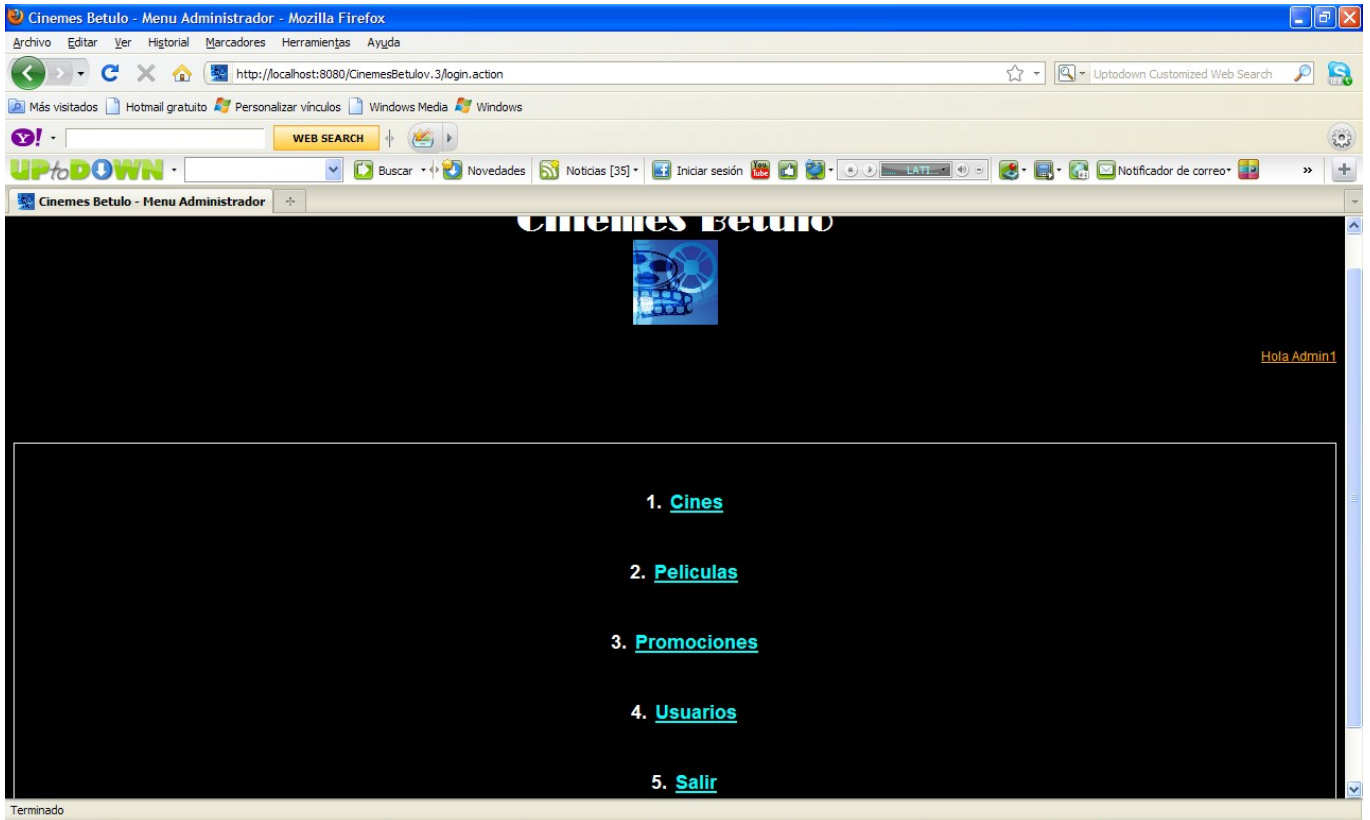 Cinemes Betulo - Menu Administrador - Mozilla Firefox
Archivo Editar Ver Historial Marcadores Herramientas Ayuda
http://localhost:8080/CinemesBetulov.3/login.action
Uptodown Customized Web Search
Más visitados Hotmail gratuito Personalizar vínculos Windows Media Windows
Y! WEB SEARCH
UPtoDOWN Buscar Novedades Noticias [35] Iniciar sesión You Tube LATI... Notificador de correo »
Cinemes Betulo - Menu Administrador
Cinemes Betulo
Hola Admin1
1. Cines
2. Peliculas
3. Promociones
4. Usuarios
5. Salir
Terminado